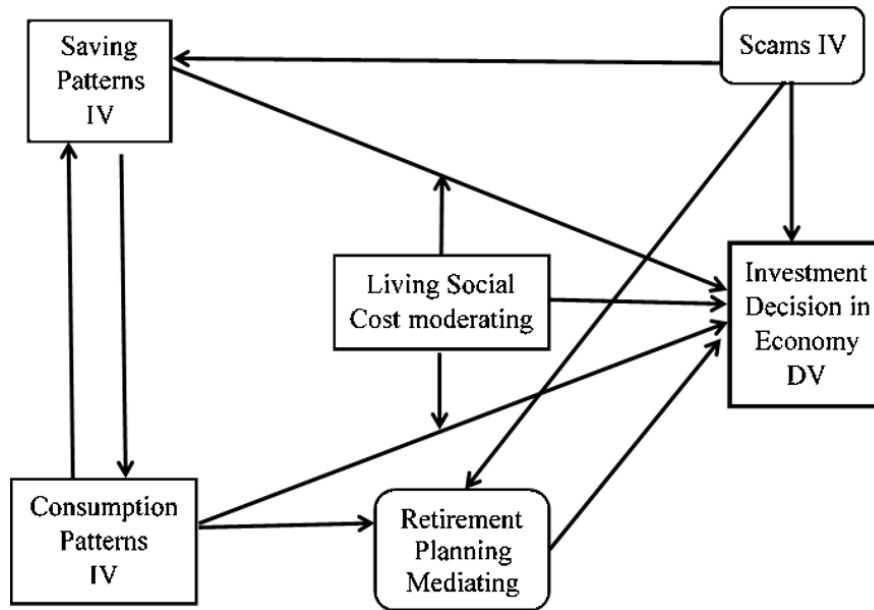 Saving
Patterns
IV
Scams IV
Living Social
Cost moderating
Investment
Decision in
Economy
DV
Consumption
Patterns
IV
Retirement
Planning
Mediating